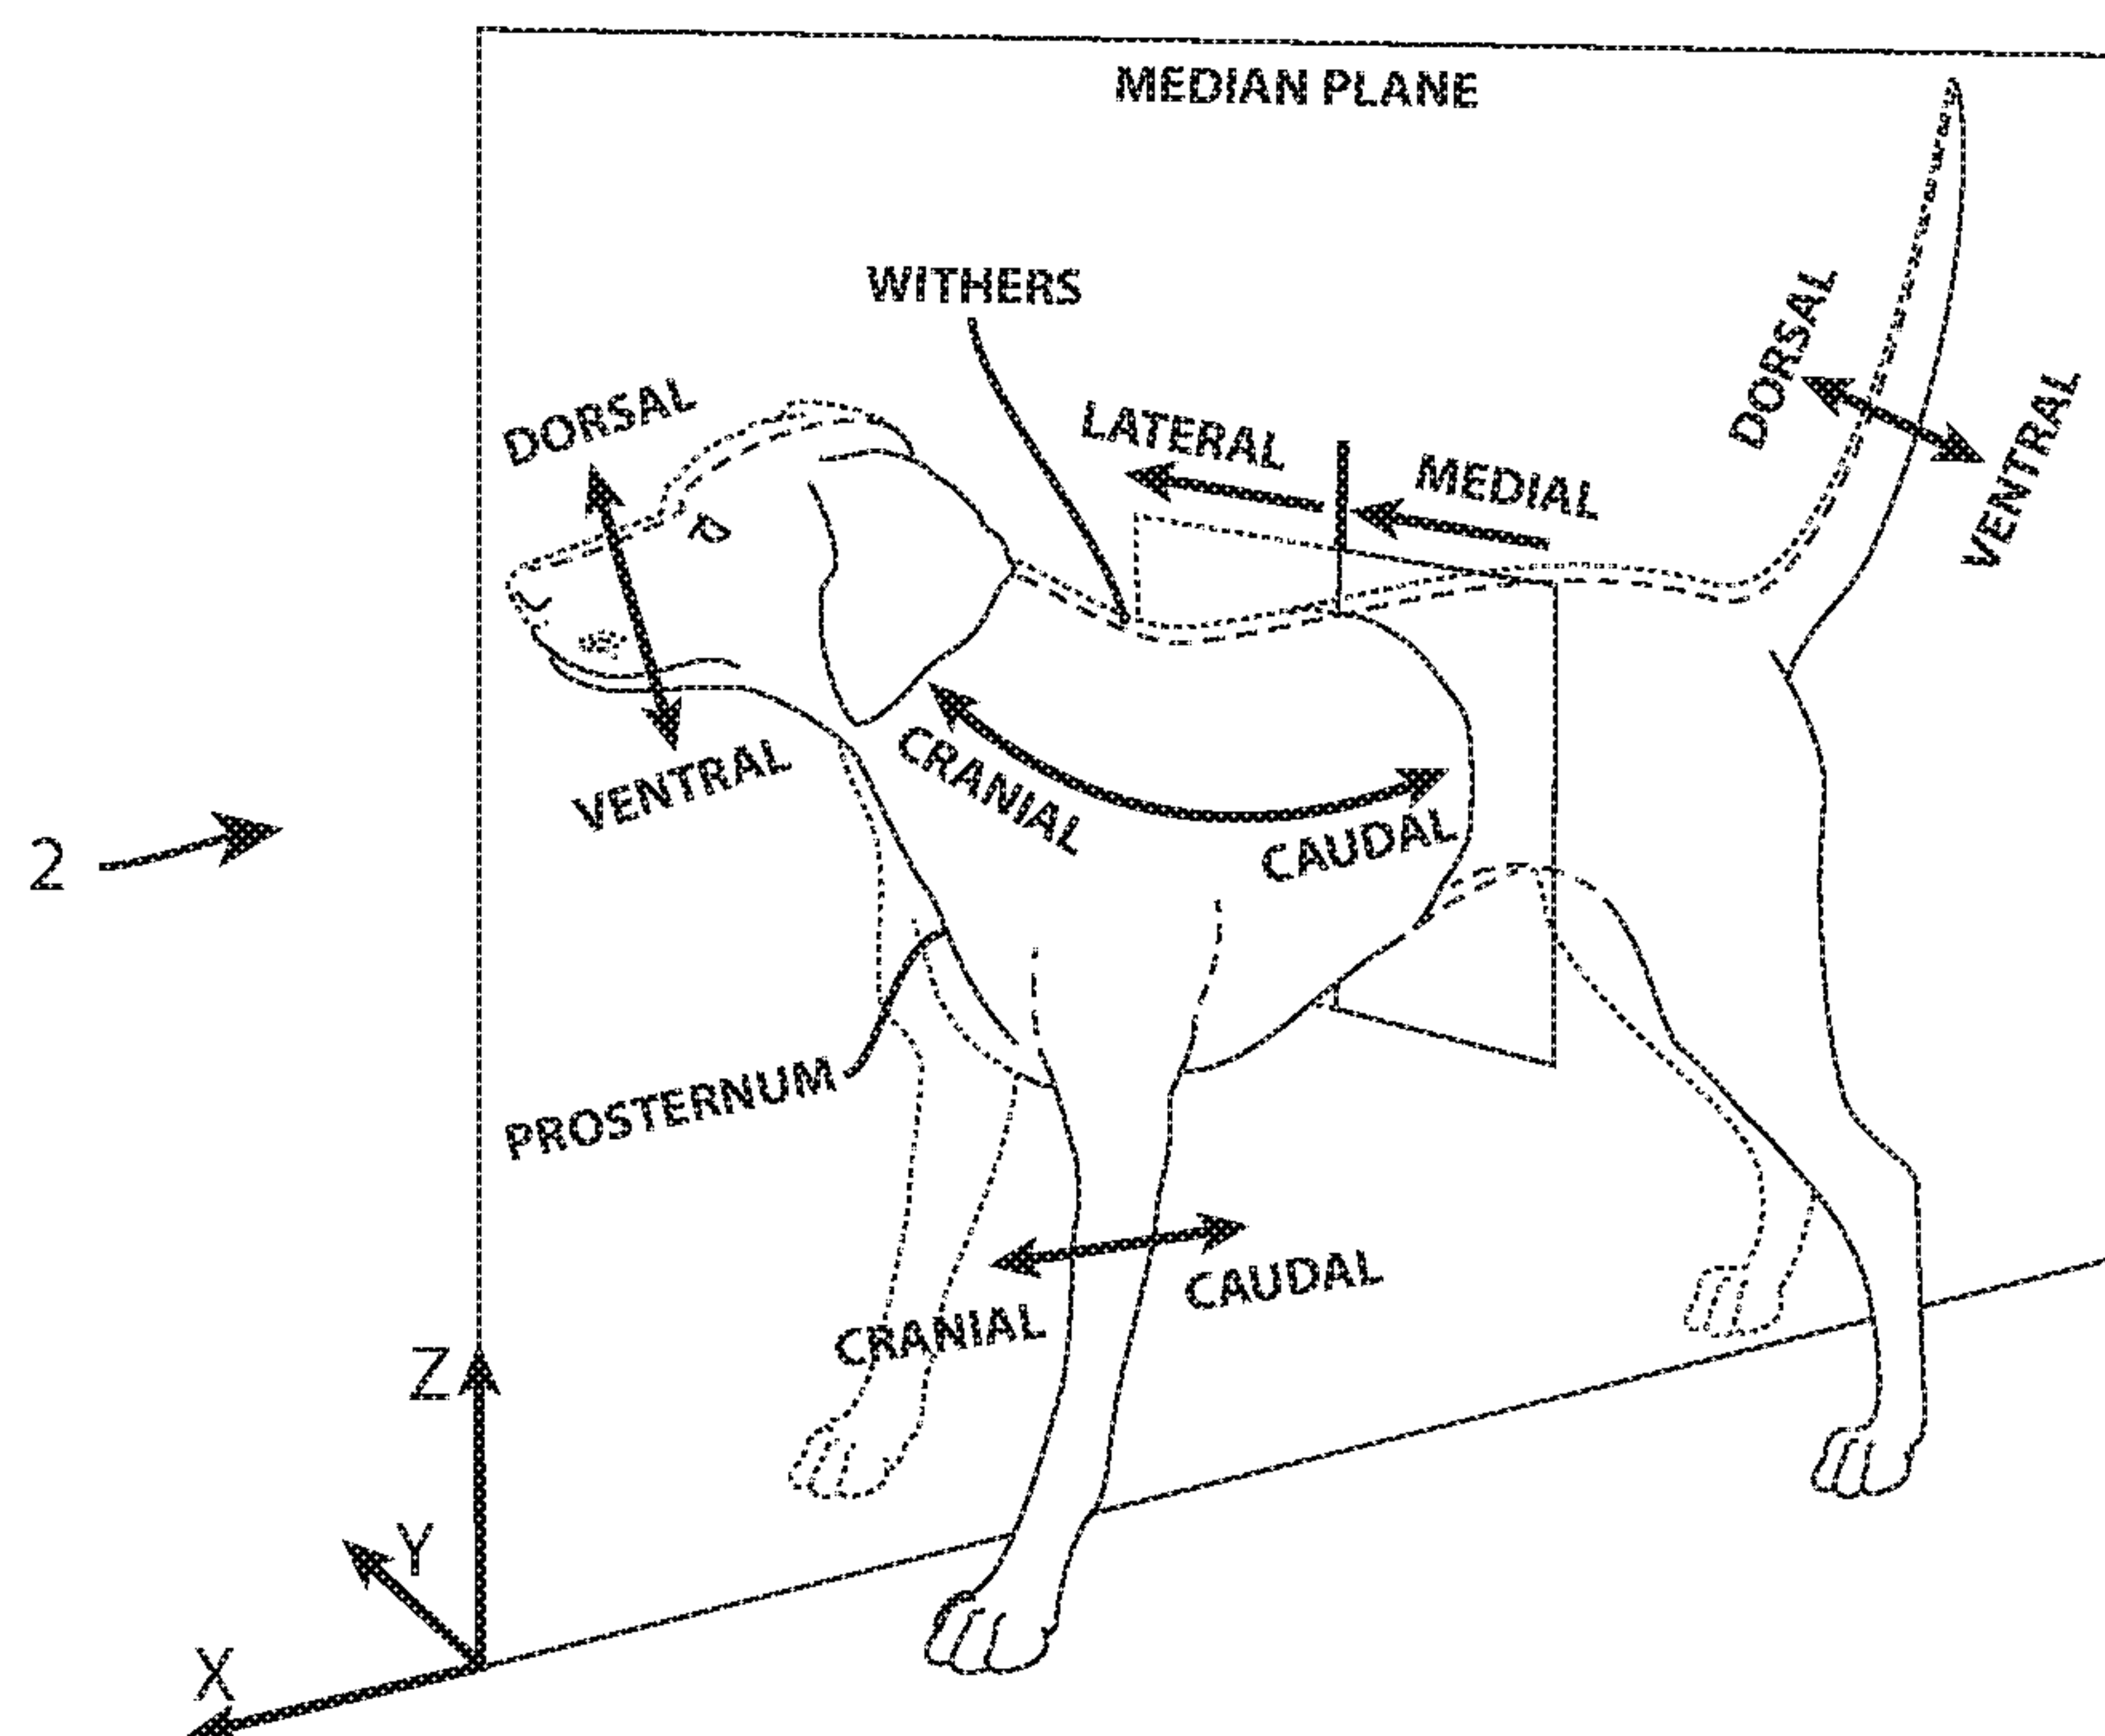 MEDIAN PLANE
WITHERS
DORSAL
DORSAL
LATERAL
MEDIAL
VENTRAL
VENTRAL
CRANIAL
CAUDAL
2
PROSTERNUM
CAUDAL
CRANIAL
Z
Y
X